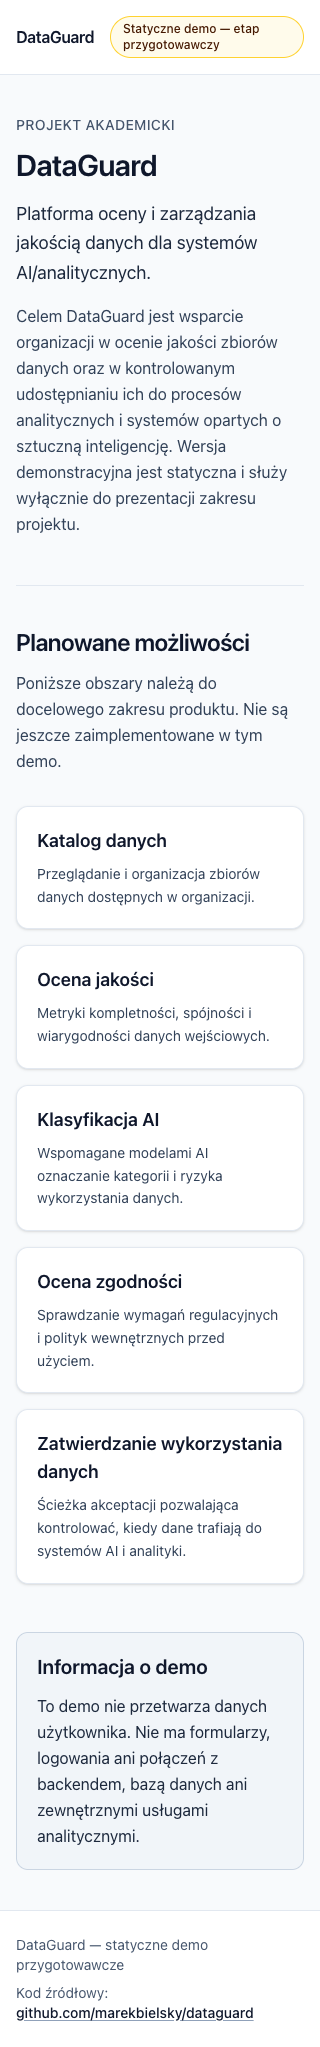 DataGuard
Statyczne demo — etap
przygotowawczy
PROJEKT AKADEMICKI
DataGuard
Platforma oceny i zarządzania
jakością danych dla systemów
AI/analitycznych.
Celem DataGuard jest wsparcie
organizacji w ocenie jakości zbiorów
danych oraz w kontrolowanym
udostępnianiu ich do procesów
analitycznych i systemów opartych o
sztuczną inteligencję. Wersja
demonstracyjna jest statyczna i służy
wyłącznie do prezentacji zakresu
projektu.
Planowane możliwości
Poniższe obszary należą do
docelowego zakresu produktu. Nie są
jeszcze zaimplementowane w tym
demo.
Katalog danych
Przeglądanie i organizacja zbiorów
danych dostępnych w organizacji.
Ocena jakości
Metryki kompletności, spójności i
wiarygodności danych wejściowych.
Klasyfikacja AI
Wspomagane modelami AI
oznaczanie kategorii i ryzyka
wykorzystania danych.
Ocena zgodności
Sprawdzanie wymagań regulacyjnych
i polityk wewnętrznych przed
użyciem.
Zatwierdzanie wykorzystania
danych
Ścieżka akceptacji pozwalająca
kontrolować, kiedy dane trafiają do
systemów AI i analityki.
Informacja o demo
To demo nie przetwarza danych
użytkownika. Nie ma formularzy,
logowania ani połączeń z
backendem, bazą danych ani
zewnętrznymi usługami
analitycznymi.
DataGuard — statyczne demo
przygotowawcze
Kod źródłowy:
github.com/marekbielsky/dataguard